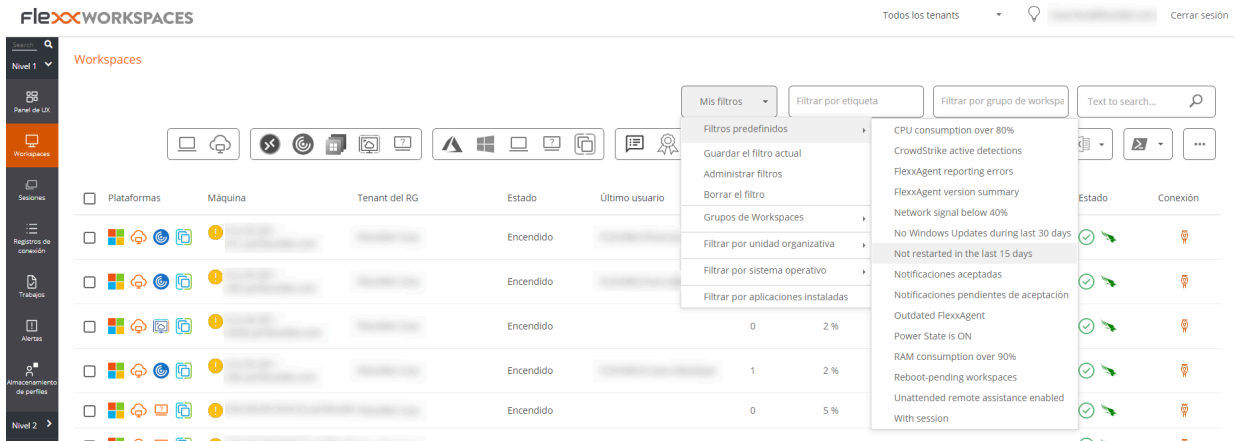 FlexxWORKSPACES
Todos los tenants
Cerrar sesión
Search
Nivel 1
Panel de UX
Workspaces
Sesiones
Registros de
conexión
Trabajos
Alertas
Almacenamiento
de perfiles
Nivel 2
Workspaces
Mis filtros
Filtrar por etiqueta
Filtrar por grupo de workspa
Text to search...
Filtros predefinidos
Guardar el filtro actual
Administrar filtros
Borrar el filtro
Grupos de Workspaces
Filtrar por unidad organizativa
Filtrar por sistema operativo
Filtrar por aplicaciones instaladas
CPU consumption over 80%
CrowdStrike active detections
FlexxAgent reporting errors
FlexxAgent version summary
Network signal below 40%
No Windows Updates during last 30 days
Not restarted in the last 15 days
Notificaciones aceptadas
Notificaciones pendientes de aceptación
Outdated FlexxAgent
Power State is ON
RAM consumption over 90%
Reboot-pending workspaces
Unattended remote assistance enabled
With session
Plataformas Máquina Tenant del RG Estado Último usuario Estado Conexión
Encendido
Encendido
Encendido 0 2 %
Encendido 1 2 %
Encendido 0 5 %